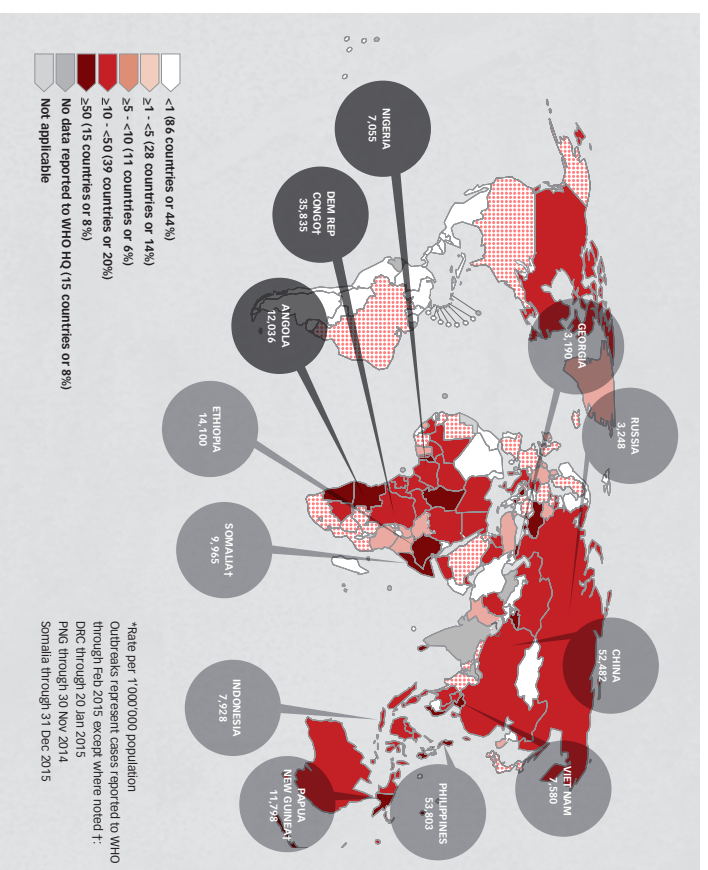 NIGERIA
7,055
DEM REP
CONGO†
35,835
ANGOLA
12,036
GEORGIA
3,190
RUSSIA
3,248
ETHIOPIA
14,100
SOMALIA†
9,965
CHINA
52,482
INDONESIA
7,928
VIET NAM
7,580
PHILIPPINES
53,803
PAPUA
NEW GUINEA†
11,798
<1 (86 countries or 44%)
≥1 - <5 (28 countries or 14%)
≥5 - <10 (11 countries or 6%)
≥10 - <50 (39 countries or 20%)
≥50 (15 countries or 8%)
No data reported to WHO HQ (15 countries or 8%)
Not applicable
*Rate per 1'000'000 population
Outbreaks represent cases reported to WHO
through Feb 2015 except where noted †:
DRC through 20 Jan 2015
PNG through 30 Nov 2014
Somalia through 31 Dec 2015